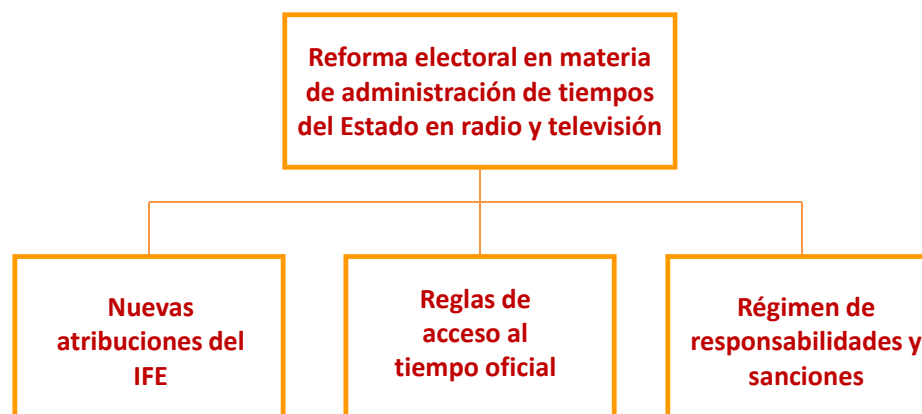 Reforma electoral en materia
de administración de tiempos
del Estado en radio y televisión
Nuevas
atribuciones del
IFE
Reglas de
acceso al
tiempo oficial
Régimen de
responsabilidades y
sanciones